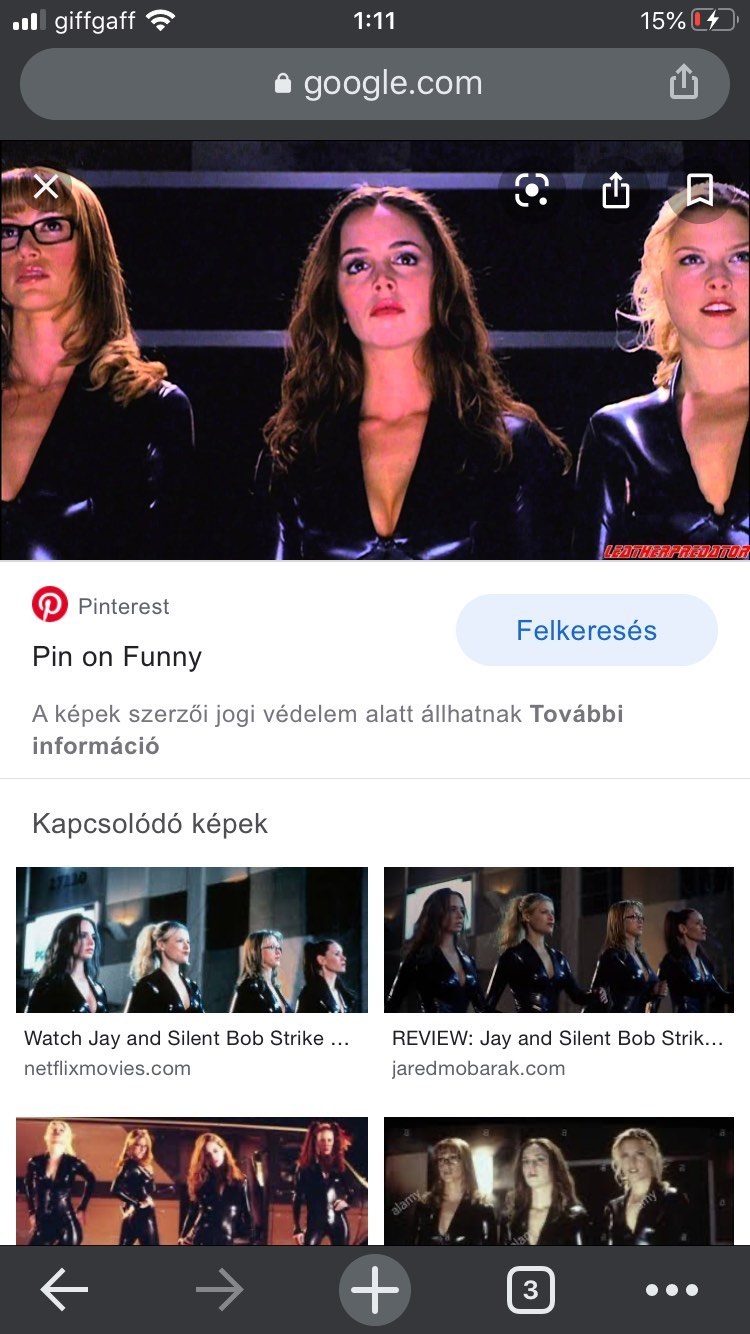 giffgaff
1:11
15%
google.com
LEATHERPREDATOR
Pinterest
Felkeresés
Pin on Funny
A képek szerzői jogi védelem alatt állhatnak További
információ
Kapcsolódó képek
Watch Jay and Silent Bob Strike ...
REVIEW: Jay and Silent Bob Strik...
netflixmovies.com
jaredmobarak.com
alamy
3